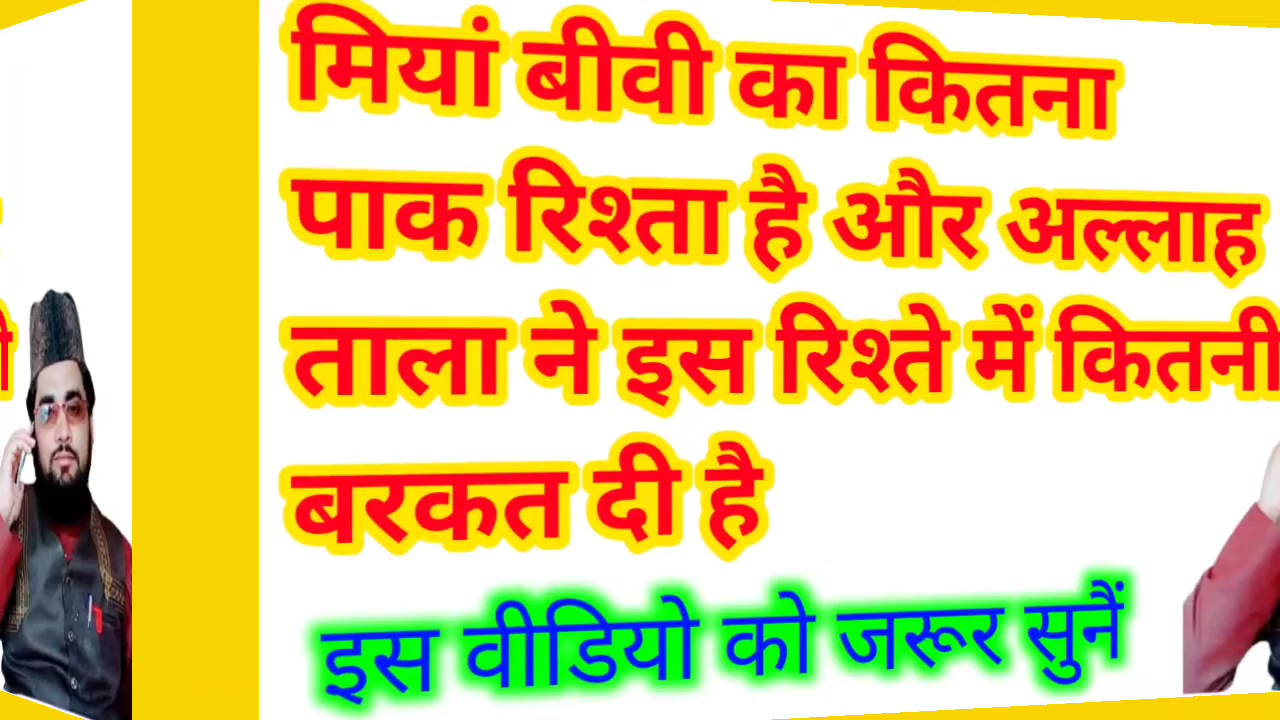 मियां बीवी का कितना
पाक रिश्ता है और अल्लाह
ताला ने इस रिश्ते में कितनी
बरकत दी है
इस वीडियो को जरूर सुनैं